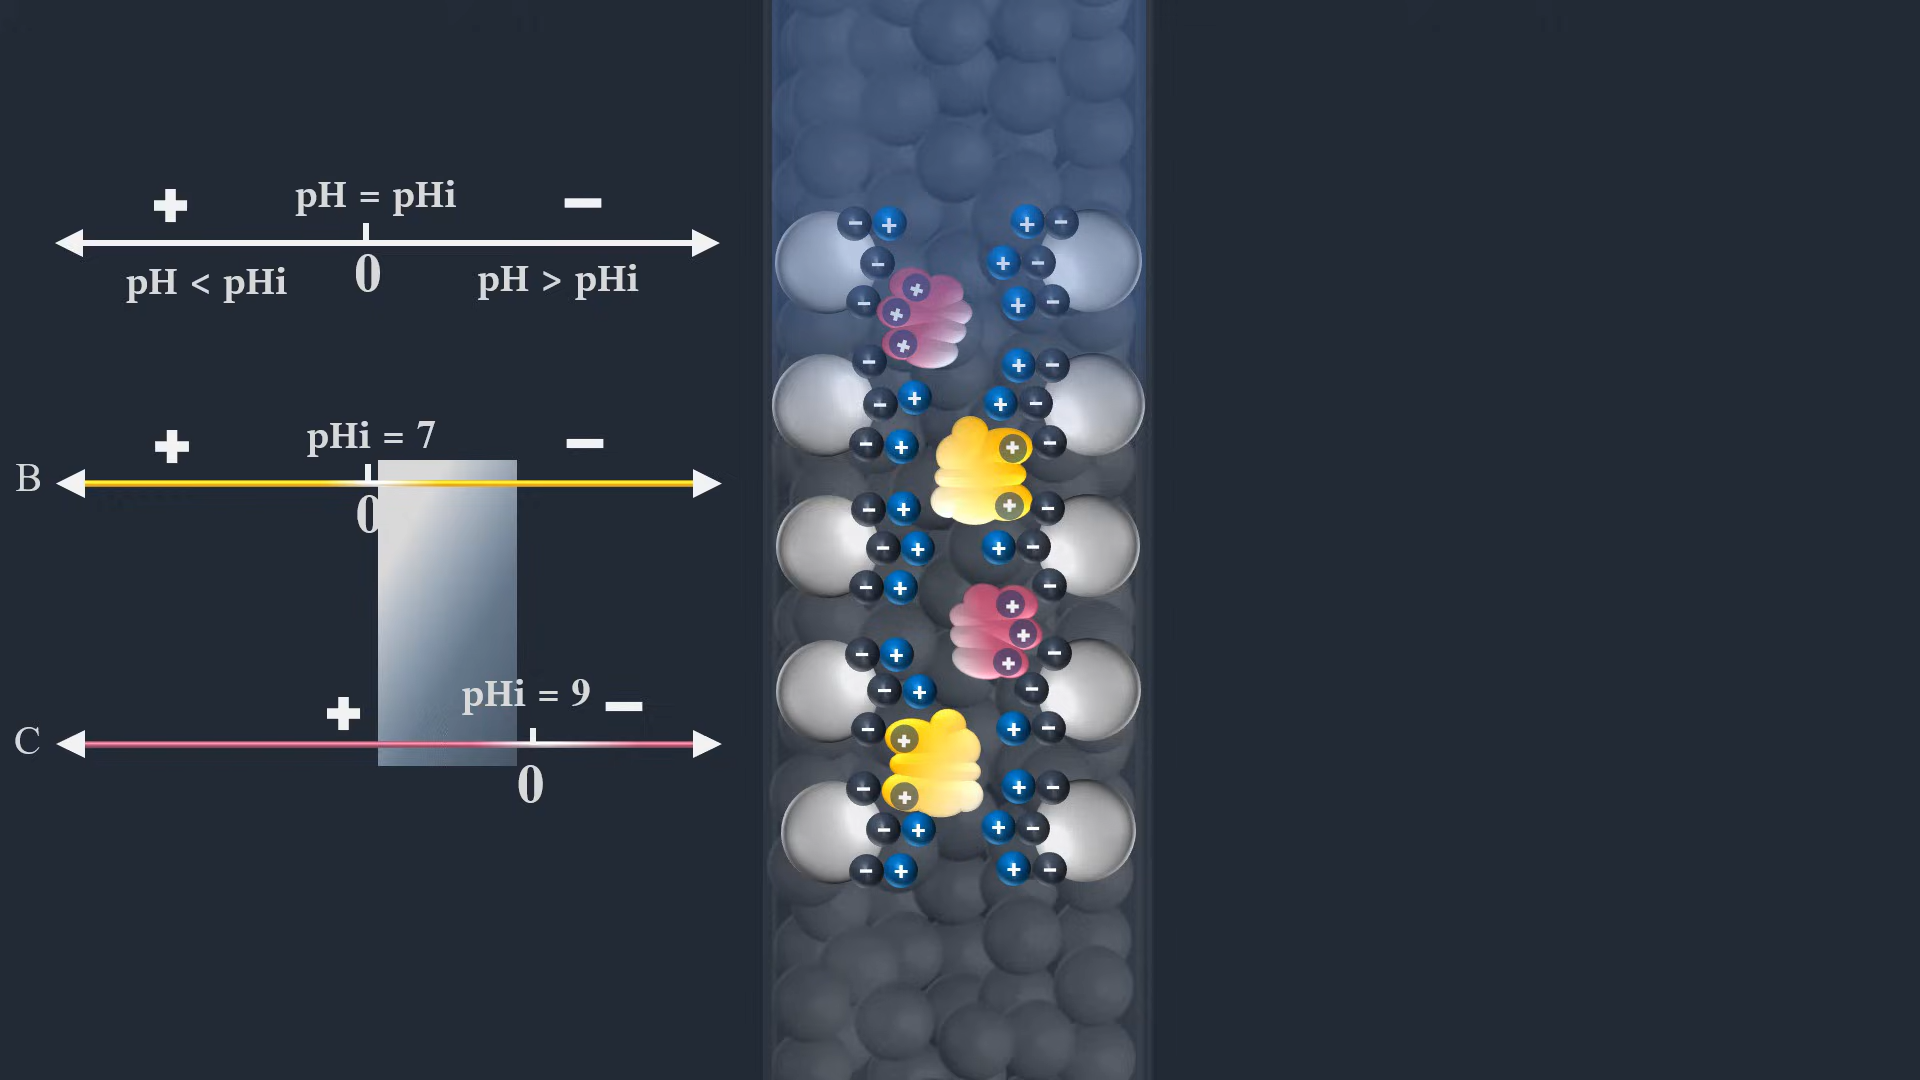 + pH = pHi −
pH < pHi 0 pH > pHi
+ pHi = 7 −
B
0
+ pHi = 9 −
C
0